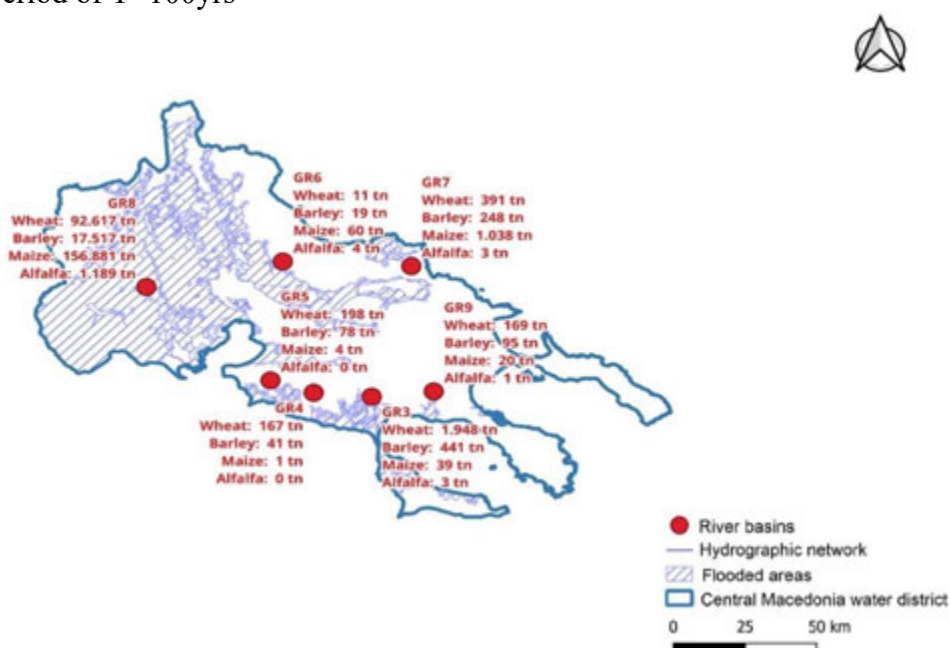 period of T=100yrs
GR6
Wheat: 11 tn
Barley: 19 tn
Maize: 60 tn
Alfalfa: 4 tn
GR7
Wheat: 391 tn
Barley: 248 tn
Maize: 1.038 tn
Alfalfa: 3 tn
GR8
Wheat: 92.617 tn
Barley: 17.517 tn
Maize: 156.881 tn
Alfalfa: 1.189 tn
GR5
Wheat: 198 tn
Barley: 78 tn
Maize: 4 tn
Alfalfa: 0 tn
GR9
Wheat: 169 tn
Barley: 95 tn
Maize: 20 tn
Alfalfa: 1 tn
GR4
Wheat: 167 tn
Barley: 41 tn
Maize: 1 tn
Alfalfa: 0 tn
GR3
Wheat: 1.948 tn
Barley: 441 tn
Maize: 39 tn
Alfalfa: 3 tn
River basins
Hydrographic network
Flooded areas
Central Macedonia water district
0 25 50 km